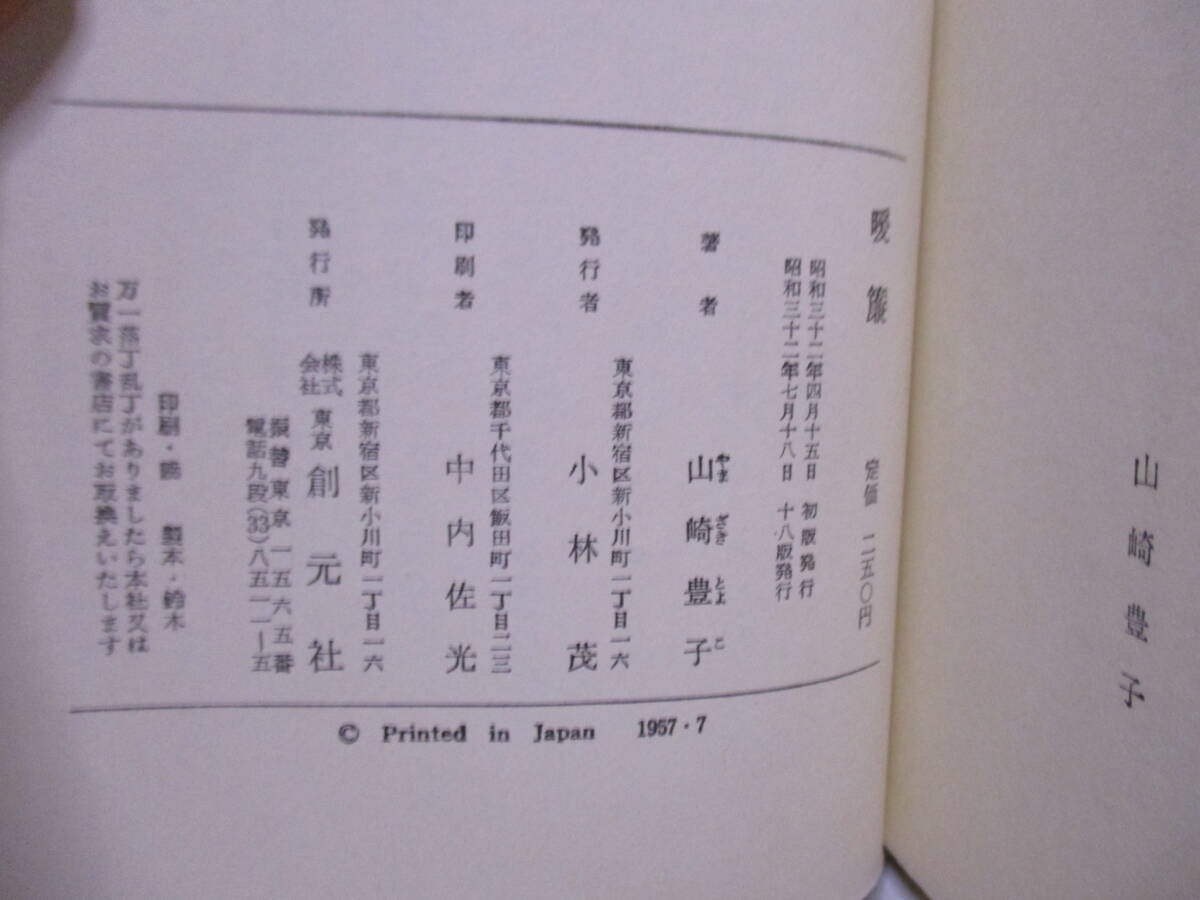 山崎豊子
暖簾
定価 二五〇円
昭和三十二年四月十五日 初版発行
昭和三十二年七月十八日 十八版発行
著者 山崎豊子
やま ざき とよ こ
発行者
東京都新宿区新小川町一丁目一六
小林茂
印刷者
東京都千代田区飯田町一丁目二三
中内佐光
発行所
東京都新宿区新小川町一丁目一六
株式会社 東京創元社
振替東京一五六五番
電話九段(33)八五一一―五
印刷・暁 製本・鈴木
万一落丁乱丁がありましたら本社又は
お買求の書店にてお取換えいたします
© Printed in Japan 1957・7